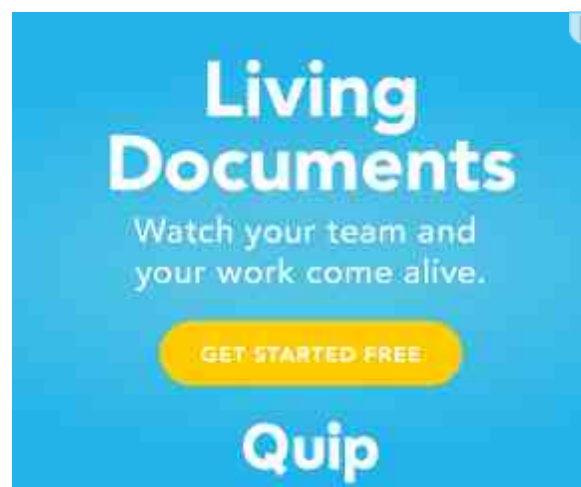 Living
Documents
Watch your team and
your work come alive.
GET STARTED FREE
Quip